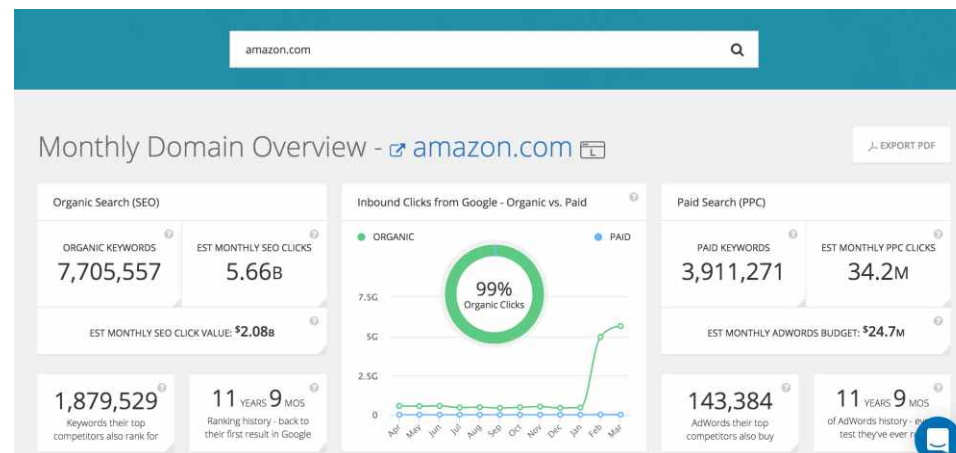 amazon.com
Monthly Domain Overview - amazon.com
EXPORT PDF
Organic Search (SEO)
ORGANIC KEYWORDS
7,705,557
EST MONTHLY SEO CLICKS
5.66B
EST MONTHLY SEO CLICK VALUE: $2.08B
1,879,529
Keywords their top
competitors also rank for
11 YEARS 9 MOS
Ranking history - back to
their first result in Google
Inbound Clicks from Google - Organic vs. Paid
ORGANIC
PAID
99%
Organic Clicks
7.5G
5G
2.5G
0
Apr May Jun Jul Aug Sep Oct Nov Dec Jan Feb Mar
Paid Search (PPC)
PAID KEYWORDS
3,911,271
EST MONTHLY PPC CLICKS
34.2M
EST MONTHLY ADWORDS BUDGET: $24.7M
143,384
AdWords their top
competitors also buy
11 YEARS 9 MOS
of AdWords history -
test they've ever